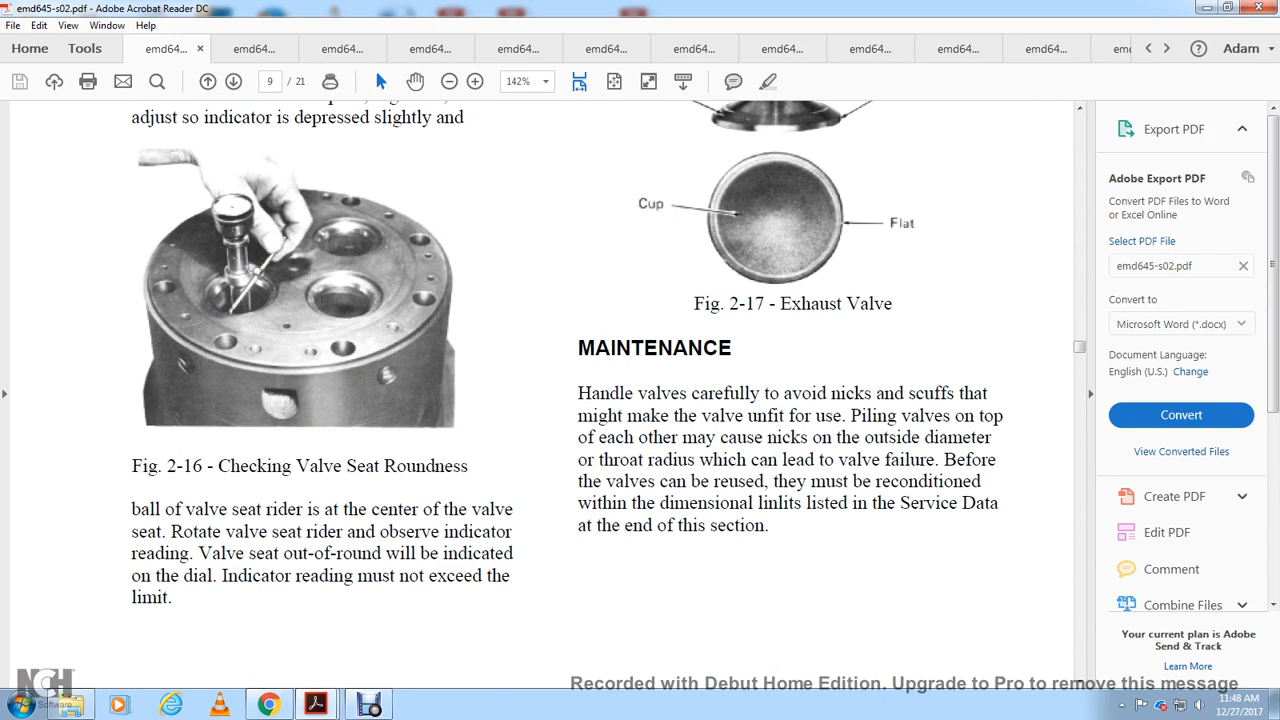 emd645-s02.pdf - Adobe Acrobat Reader DC
File Edit View Window Help
Home Tools emd64... × emd64... emd64... emd64... emd64... emd64... emd64... emd64... emd64... emd64... emd64... Adam
9 / 21 142%
adjust so indicator is depressed slightly and
Fig. 2-16 - Checking Valve Seat Roundness
ball of valve seat rider is at the center of the valve
seat. Rotate valve seat rider and observe indicator
reading. Valve seat out-of-round will be indicated
on the dial. Indicator reading must not exceed the
limit.
Cup
Flat
Fig. 2-17 - Exhaust Valve
MAINTENANCE
Handle valves carefully to avoid nicks and scuffs that
might make the valve unfit for use. Piling valves on top
of each other may cause nicks on the outside diameter
or throat radius which can lead to valve failure. Before
the valves can be reused, they must be reconditioned
within the dimensional linlits listed in the Service Data
at the end of this section.
Export PDF
Adobe Export PDF
Convert PDF Files to Word
or Excel Online
Select PDF File
emd645-s02.pdf
Convert to
Microsoft Word (*.docx)
Document Language:
English (U.S.) Change
Convert
View Converted Files
Create PDF
Edit PDF
Comment
Combine Files
Your current plan is Adobe
Send & Track
Learn More
NCH
Software
Recorded with Debut Home Edition. Upgrade to Pro to remove this message
11:48 AM
12/27/2017